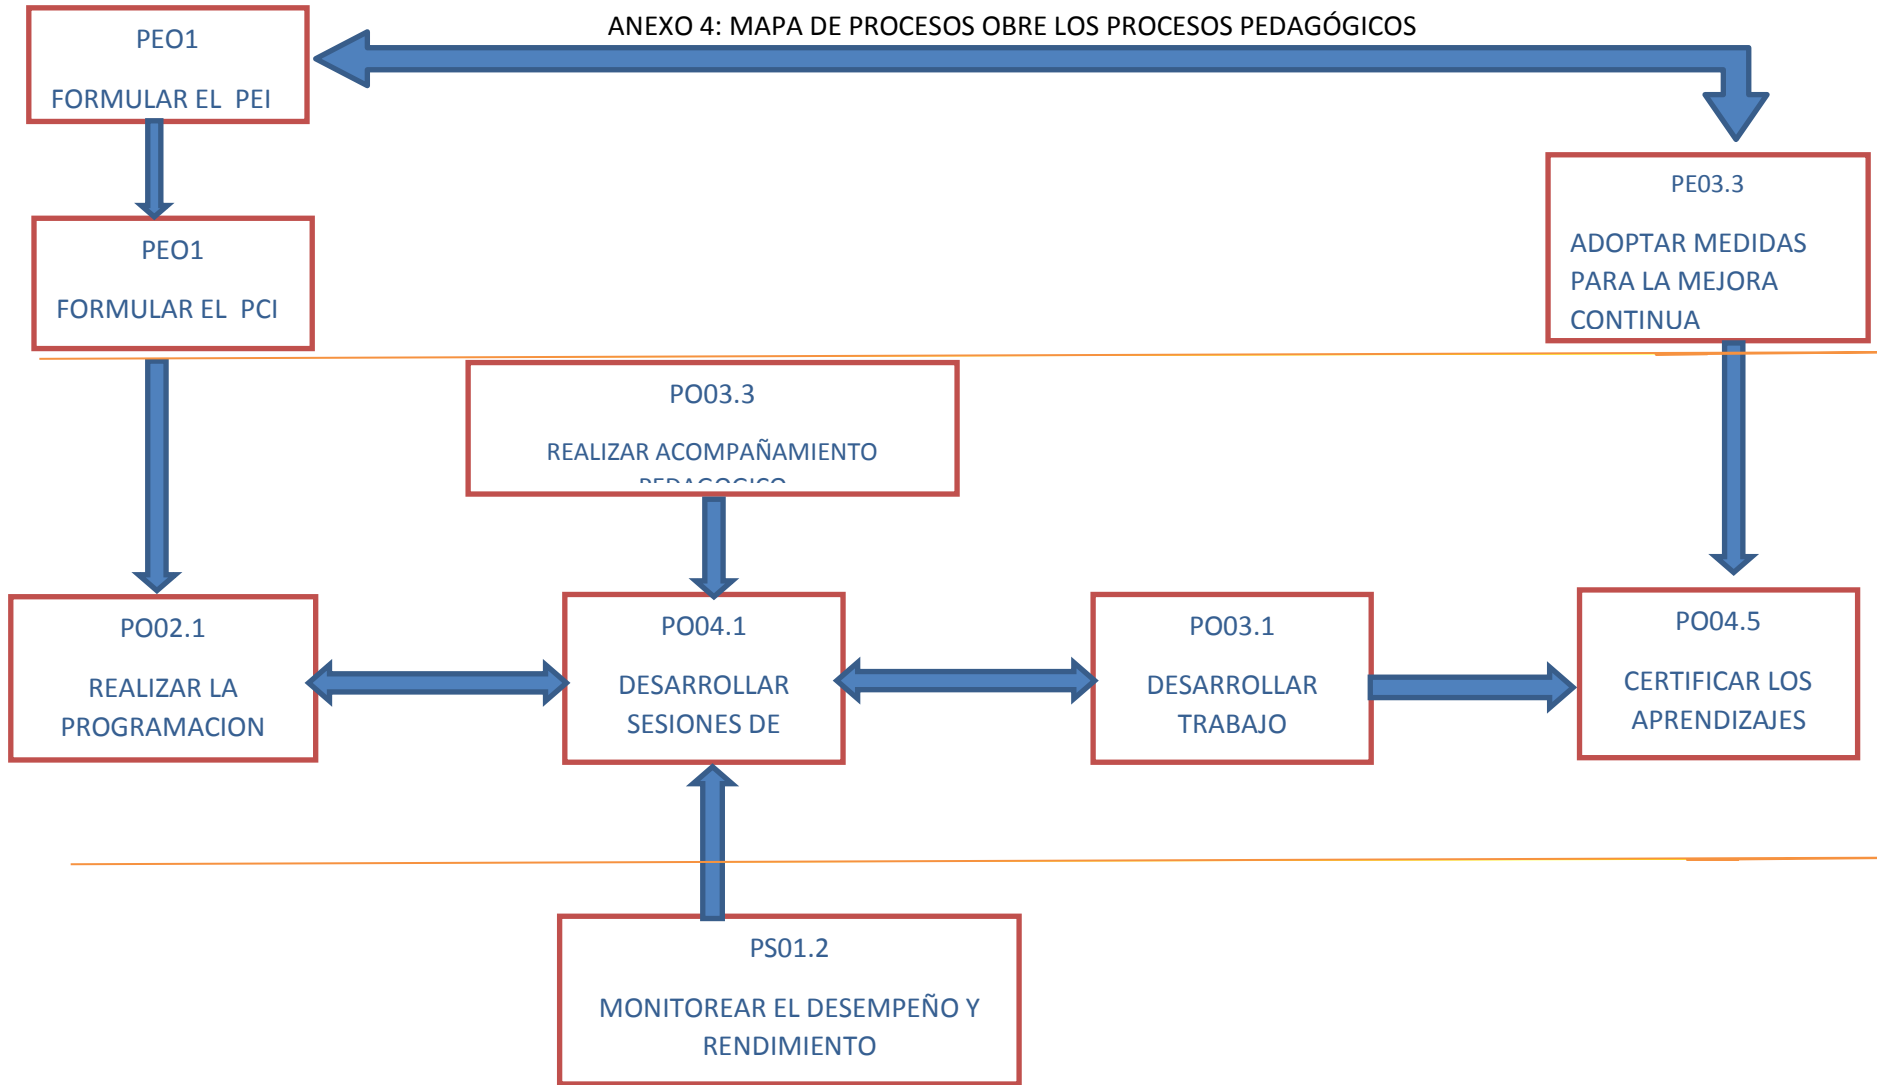 ANEXO 4: MAPA DE PROCESOS OBRE LOS PROCESOS PEDAGÓGICOS
PEO1
FORMULAR EL PEI
PE03.3
ADOPTAR MEDIDAS
PARA LA MEJORA
CONTINUA
PEO1
FORMULAR EL PCI
PO03.3
REALIZAR ACOMPAÑAMIENTO
PEDAGOGICO
PO02.1
REALIZAR LA
PROGRAMACION
PO04.1
DESARROLLAR
SESIONES DE
PO03.1
DESARROLLAR
TRABAJO
PO04.5
CERTIFICAR LOS
APRENDIZAJES
PS01.2
MONITOREAR EL DESEMPEÑO Y
RENDIMIENTO